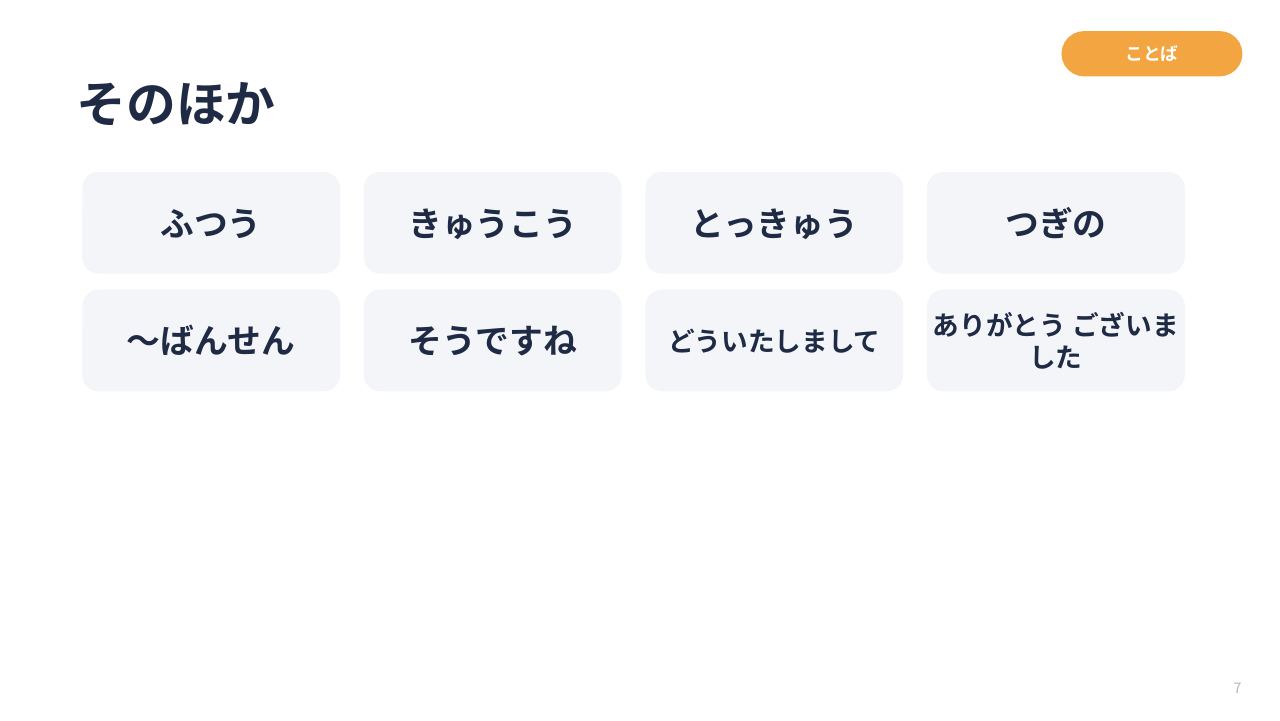 ことば
そのほか
ふつう
きゅうこう
とっきゅう
つぎの
～ばんせん
そうですね
どういたしまして
ありがとう ございま
した
7